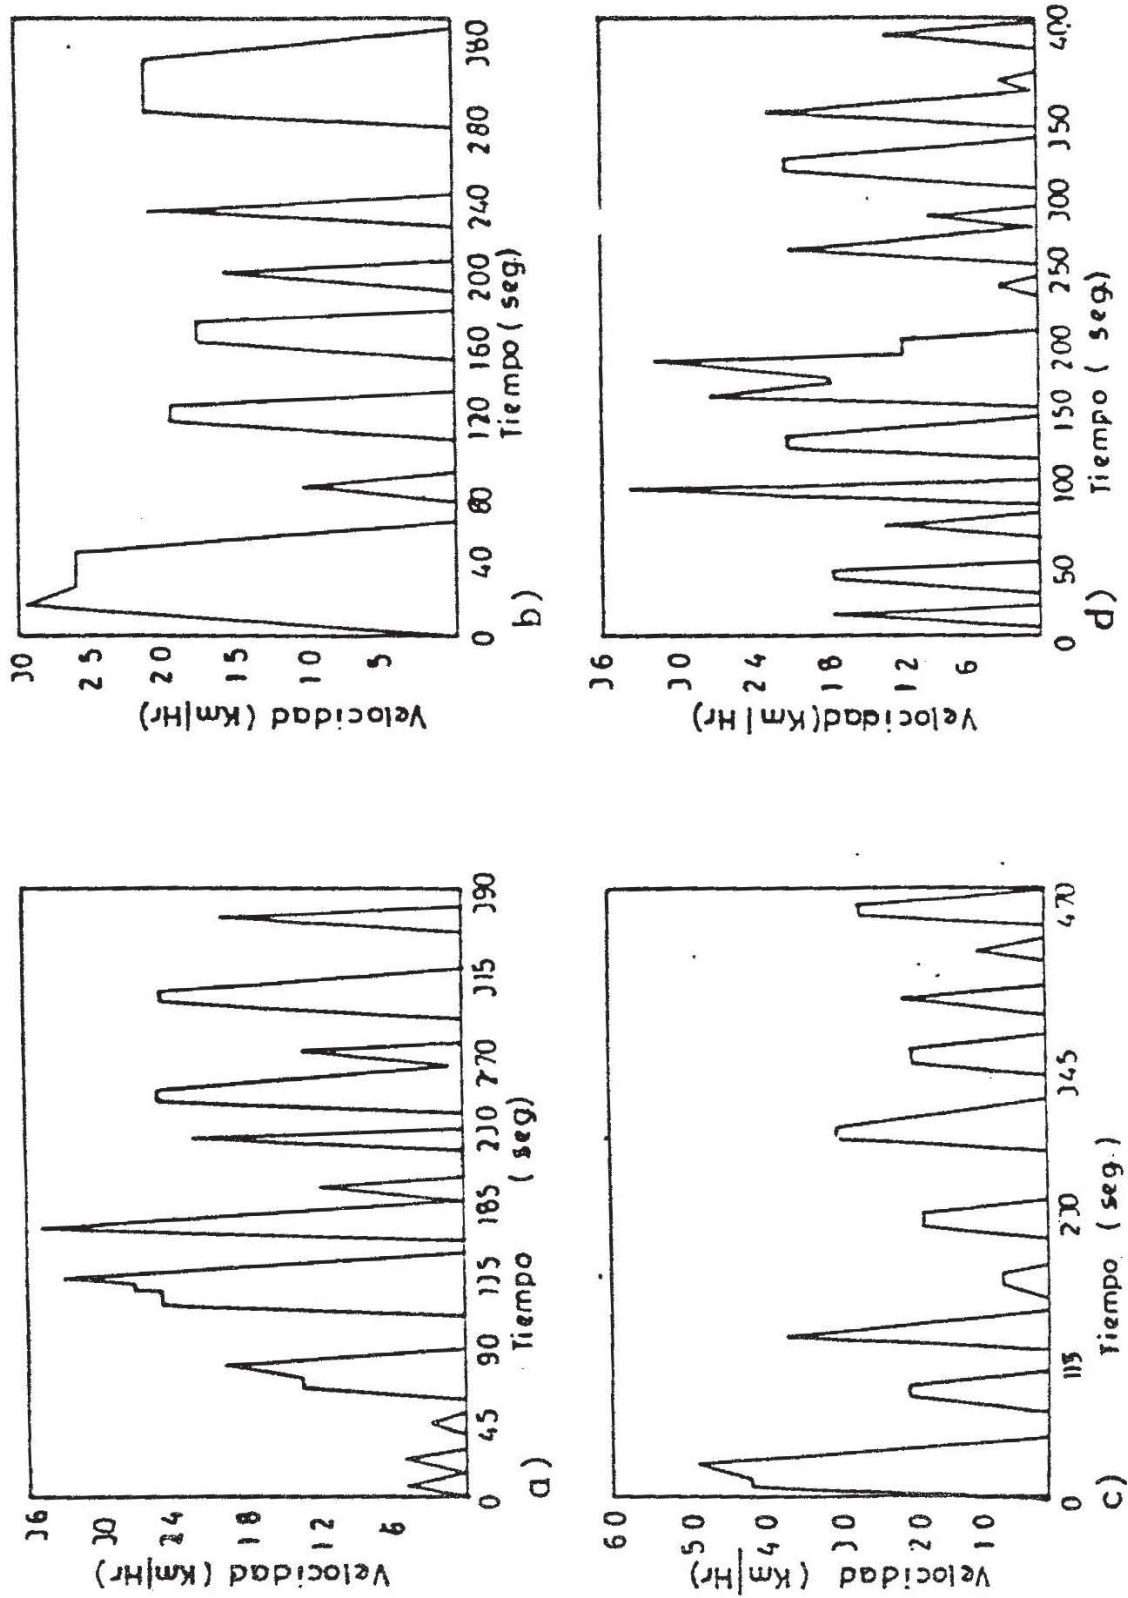 36
30
24
18
12
6
Velocidad (Km|Hr)
0 45 90 135 185 230 270 315 390
a) Tiempo (seg)
30
25
20
15
10
5
Velocidad (Km|Hr)
0 40 80 120 160 200 240 280 380
Tiempo (seg.)
b)
60
50
40
30
20
10
Velocidad (Km|Hr)
0 115 230 345 470
c) Tiempo (seg.)
36
30
24
18
12
6
Velocidad (Km|Hr)
0 50 100 150 200 250 300 350 400
d) Tiempo (seg.)